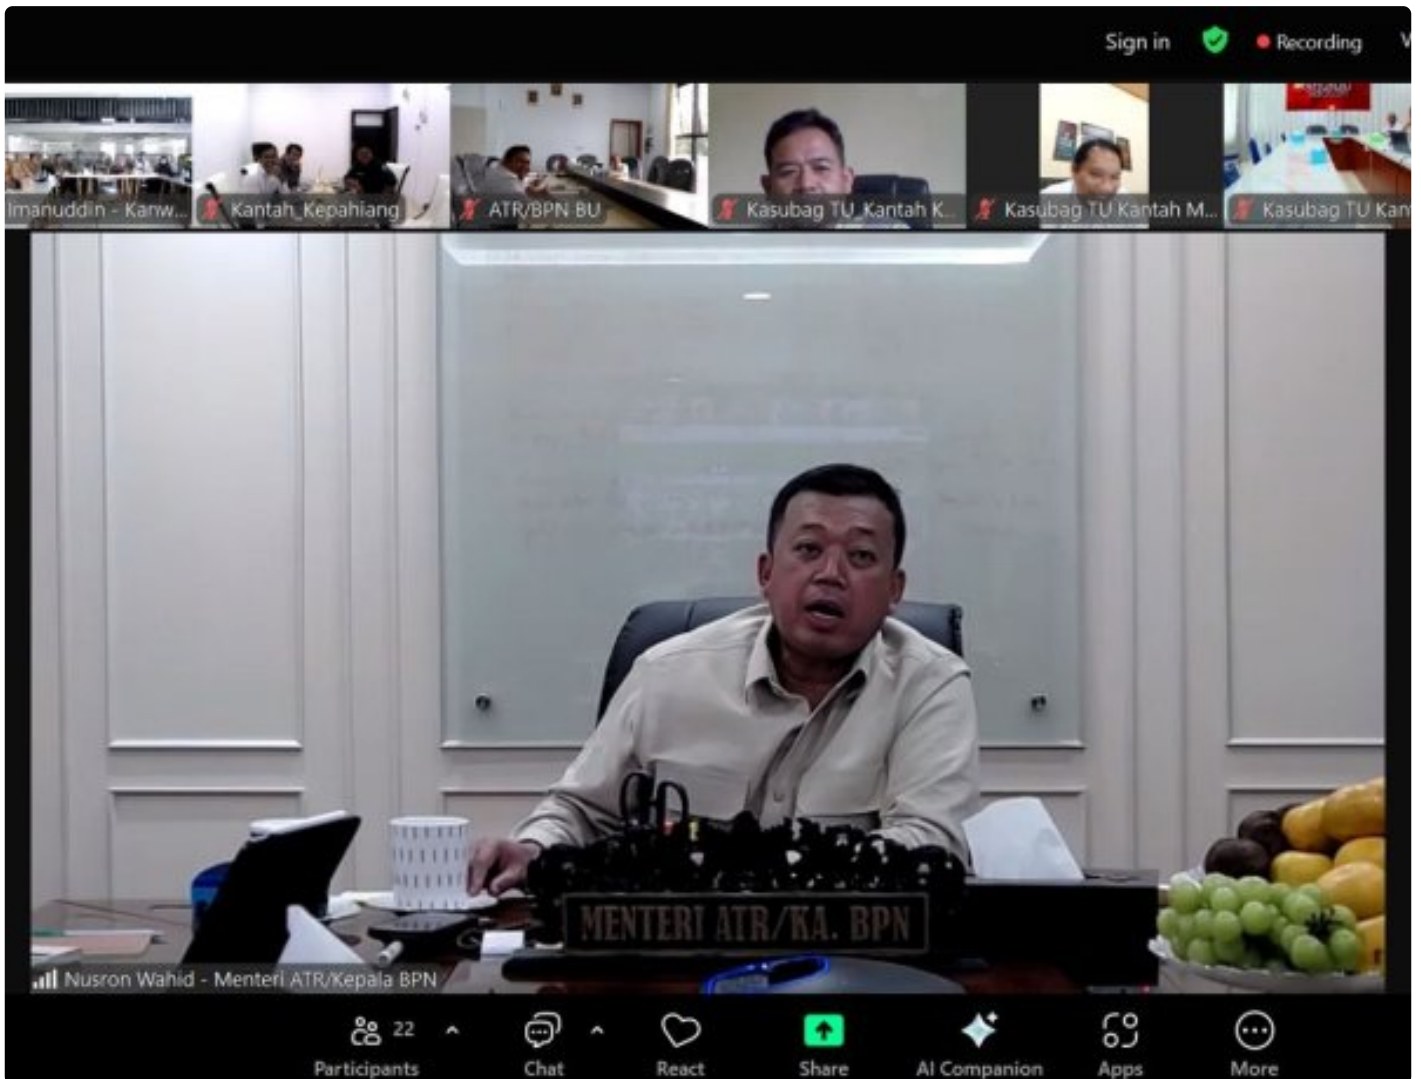 Sign in
Recording
Imanuddin - Kanw...
Kantah_Kepahiang
ATR/BPN BU
Kasubag TU_Kantah K...
Kasubag TU Kantah M...
Kasubag TU Kan
MENTERI ATR/KA. BPN
Nusron Wahid - Menteri ATR/Kepala BPN
22
Participants
Chat
React
Share
AI Companion
Apps
More